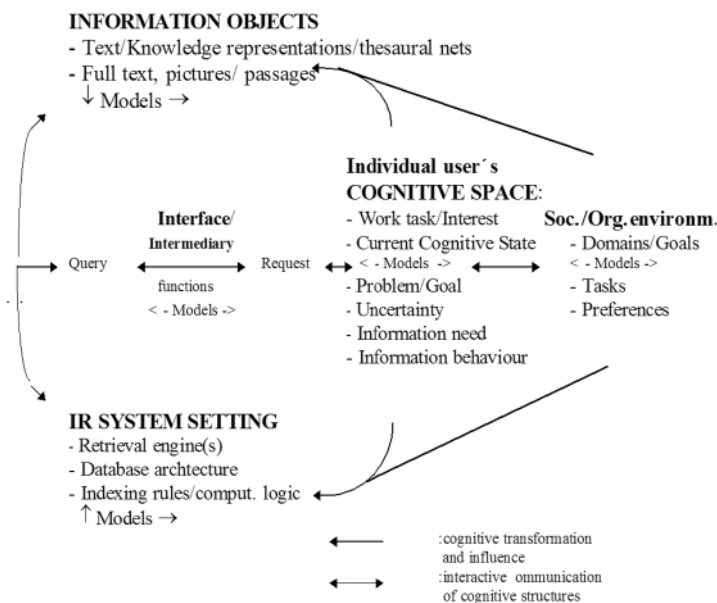 INFORMATION OBJECTS
- Text/Knowledge representations/thesaural nets
- Full text, pictures/ passages
↓ Models →
Individual user´s
COGNITIVE SPACE:
- Work task/Interest
- Current Cognitive State
< - Models ->
- Problem/Goal
- Uncertainty
- Information need
- Information behaviour
Soc./Org.environm.
- Domains/Goals
< - Models ->
- Tasks
- Preferences
Interface/
Intermediary
Query
Request
functions
< - Models ->
IR SYSTEM SETTING
- Retrieval engine(s)
- Database archtecture
- Indexing rules/comput. logic
↑ Models →
:cognitive transformation
and influence
:interactive ommunication
of cognitive structures